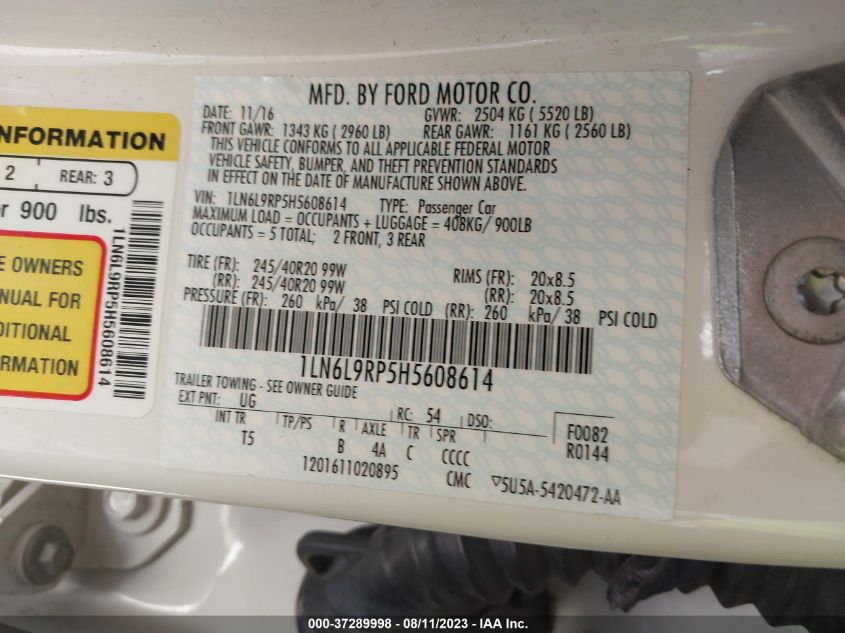 MFD. BY FORD MOTOR CO.
DATE: 11/16 GVWR: 2504 KG ( 5520 LB)
FRONT GAWR: 1343 KG ( 2960 LB) REAR GAWR: 1161 KG ( 2560 LB)
THIS VEHICLE CONFORMS TO ALL APPLICABLE FEDERAL MOTOR
VEHICLE SAFETY, BUMPER, AND THEFT PREVENTION STANDARDS
IN EFFECT ON THE DATE OF MANUFACTURE SHOWN ABOVE.
VIN: 1LN6L9RP5H5608614 TYPE: Passenger Car
MAXIMUM LOAD = OCCUPANTS + LUGGAGE = 408KG/ 900LB
OCCUPANTS = 5 TOTAL; 2 FRONT, 3 REAR
TIRE (FR): 245/40R20 99W RIMS (FR): 20x8.5
(RR): 245/40R20 99W (RR): 20x8.5
PRESSURE (FR): 260 kPa/ 38 PSI COLD (RR): 260 kPa/ 38 PSI COLD
1LN6L9RP5H5608614
TRAILER TOWING - SEE OWNER GUIDE
EXT PNT: UG RC: 54 DSO: F0082
INT TR TP/PS R AXLE TR SPR R0144
T5 B 4A C CCCC
1201611020895 CMC ▽5U5A-5420472-AA
INFORMATION
2 REAR: 3
or 900 lbs.
E OWNERS
ANUAL FOR
DITIONAL
RMATION
1LN6L9RP5H5608614
000-37289998 - 08/11/2023 - IAA Inc.